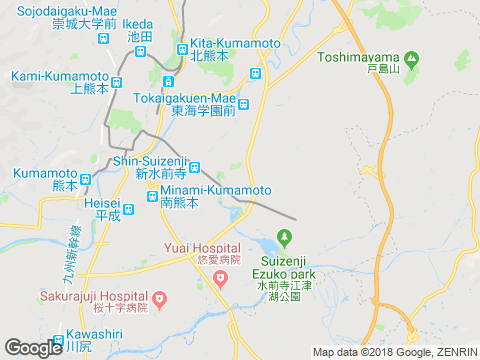 Sojodaigaku-Mae
崇城大学前
Ikeda
池田
Kita-Kumamoto
北熊本
Toshimayama
戸島山
Kami-Kumamoto
上熊本
Tokaigakuen-Mae
東海学園前
Shin-Suizenji
新水前寺
Kumamoto
熊本
Minami-Kumamoto
南熊本
Heisei
平成
九州新幹線
Yuai Hospital
悠愛病院
Suizenji
Ezuko park
水前寺江津
湖公園
Sakurajuji Hospital
桜十字病院
Kawashiri
川尻
Google
Map data ©2018 Google, ZENRIN